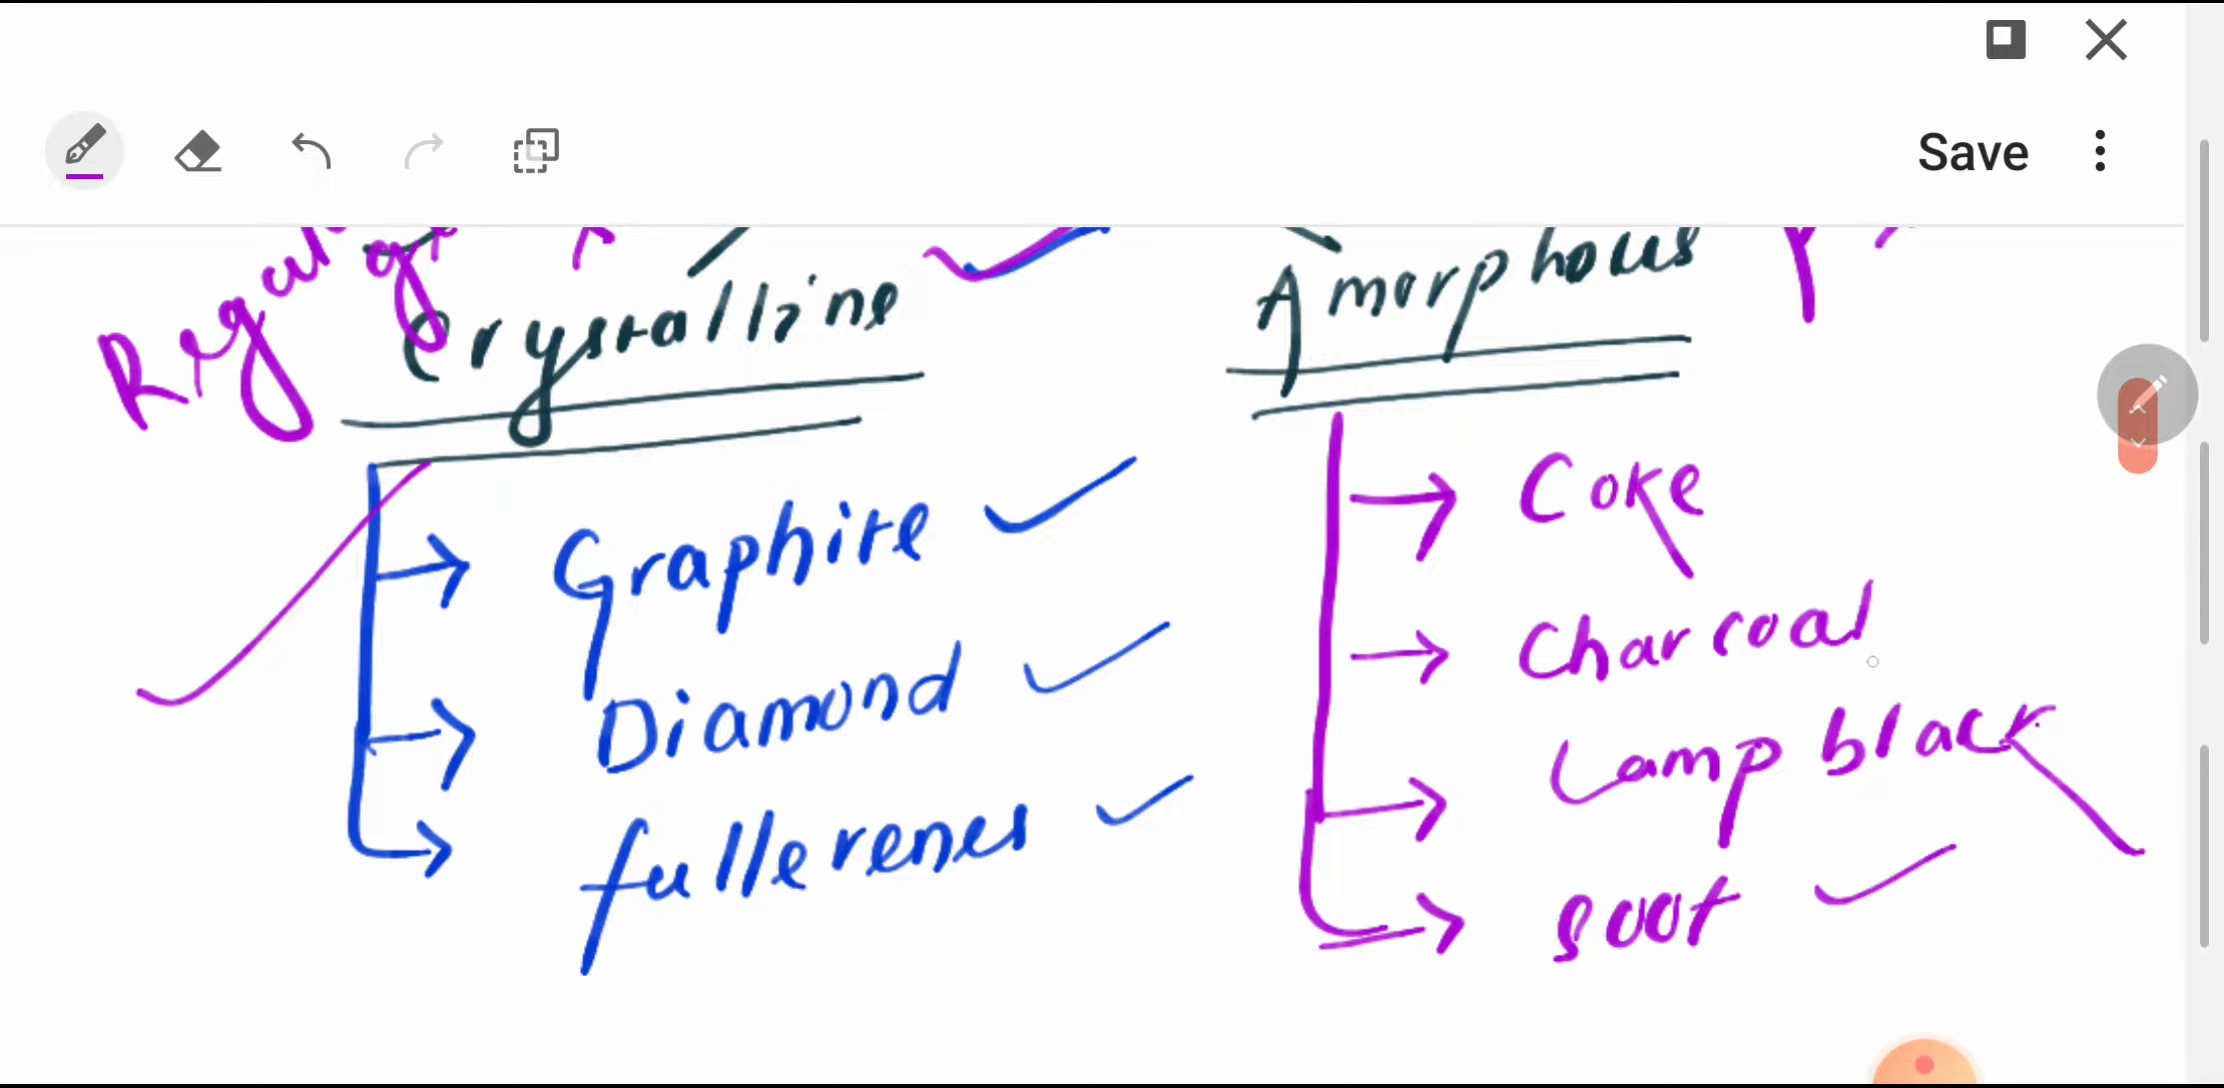 Save
Crystalline
Amorphous
Graphite
Diamond
fullerenes
Coke
Charcoal
Lamp black
soot